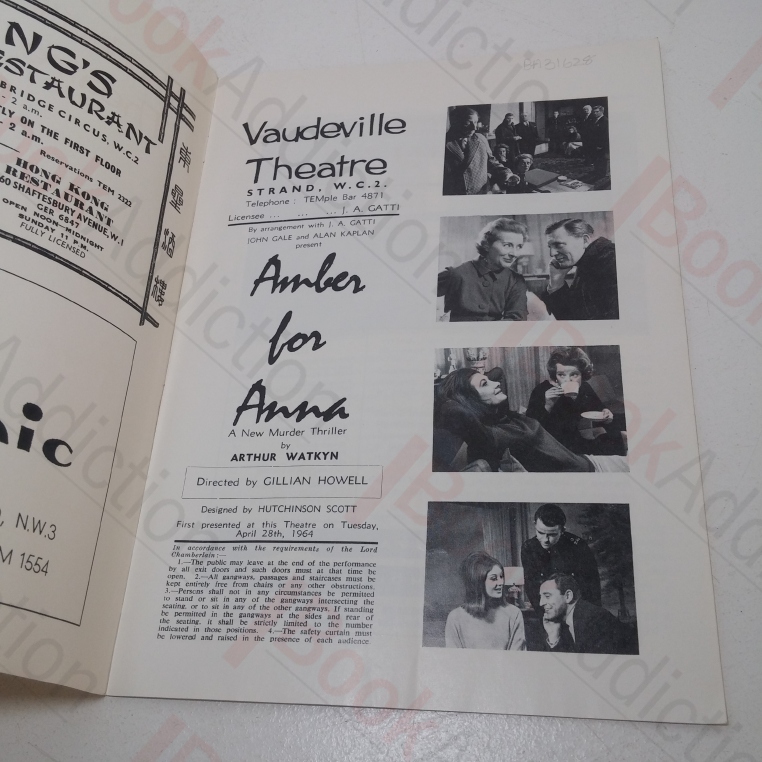 NG'S
ESTAURANT
BRIDGE CIRCUS, W.C.2
- 2 a.m.
TLY ON THE FIRST FLOOR
- 2 a.m.
Reservations TEM 2322
HONG KONG
RESTAURANT
60 SHAFTESBURY AVENUE, W.1
GER 6847
OPEN NOON-MIDNIGHT
SUNDAY 11 P.M.
FULLY LICENSED
nic
, N.W.3
M 1554
Vaudeville
Theatre
STRAND, W.C.2.
Telephone : TEMple Bar 4871
Licensee ... ... ... J. A. GATTI
By arrangement with J. A. GATTI
JOHN GALE and ALAN KAPLAN
present
Amber
for
Anna
A New Murder Thriller
by
ARTHUR WATKYN
Directed by GILLIAN HOWELL
Designed by HUTCHINSON SCOTT
First presented at this Theatre on Tuesday,
April 28th, 1964
In accordance with the requirements of the Lord
Chamberlain:—
1.—The public may leave at the end of the performance
by all exit doors and such doors must at that time be
open. 2.—All gangways, passages and staircases must be
kept entirely free from chairs or any other obstructions.
3.—Persons shall not in any circumstances be permitted
to stand or sit in any of the gangways intersecting the
seating, or to sit in any of the other gangways. If standing
be permitted in the gangways at the sides and rear of
the seating, it shall be strictly limited to the number
indicated in those positions. 4.—The safety curtain must
be lowered and raised in the presence of each audience.
BookAddiction